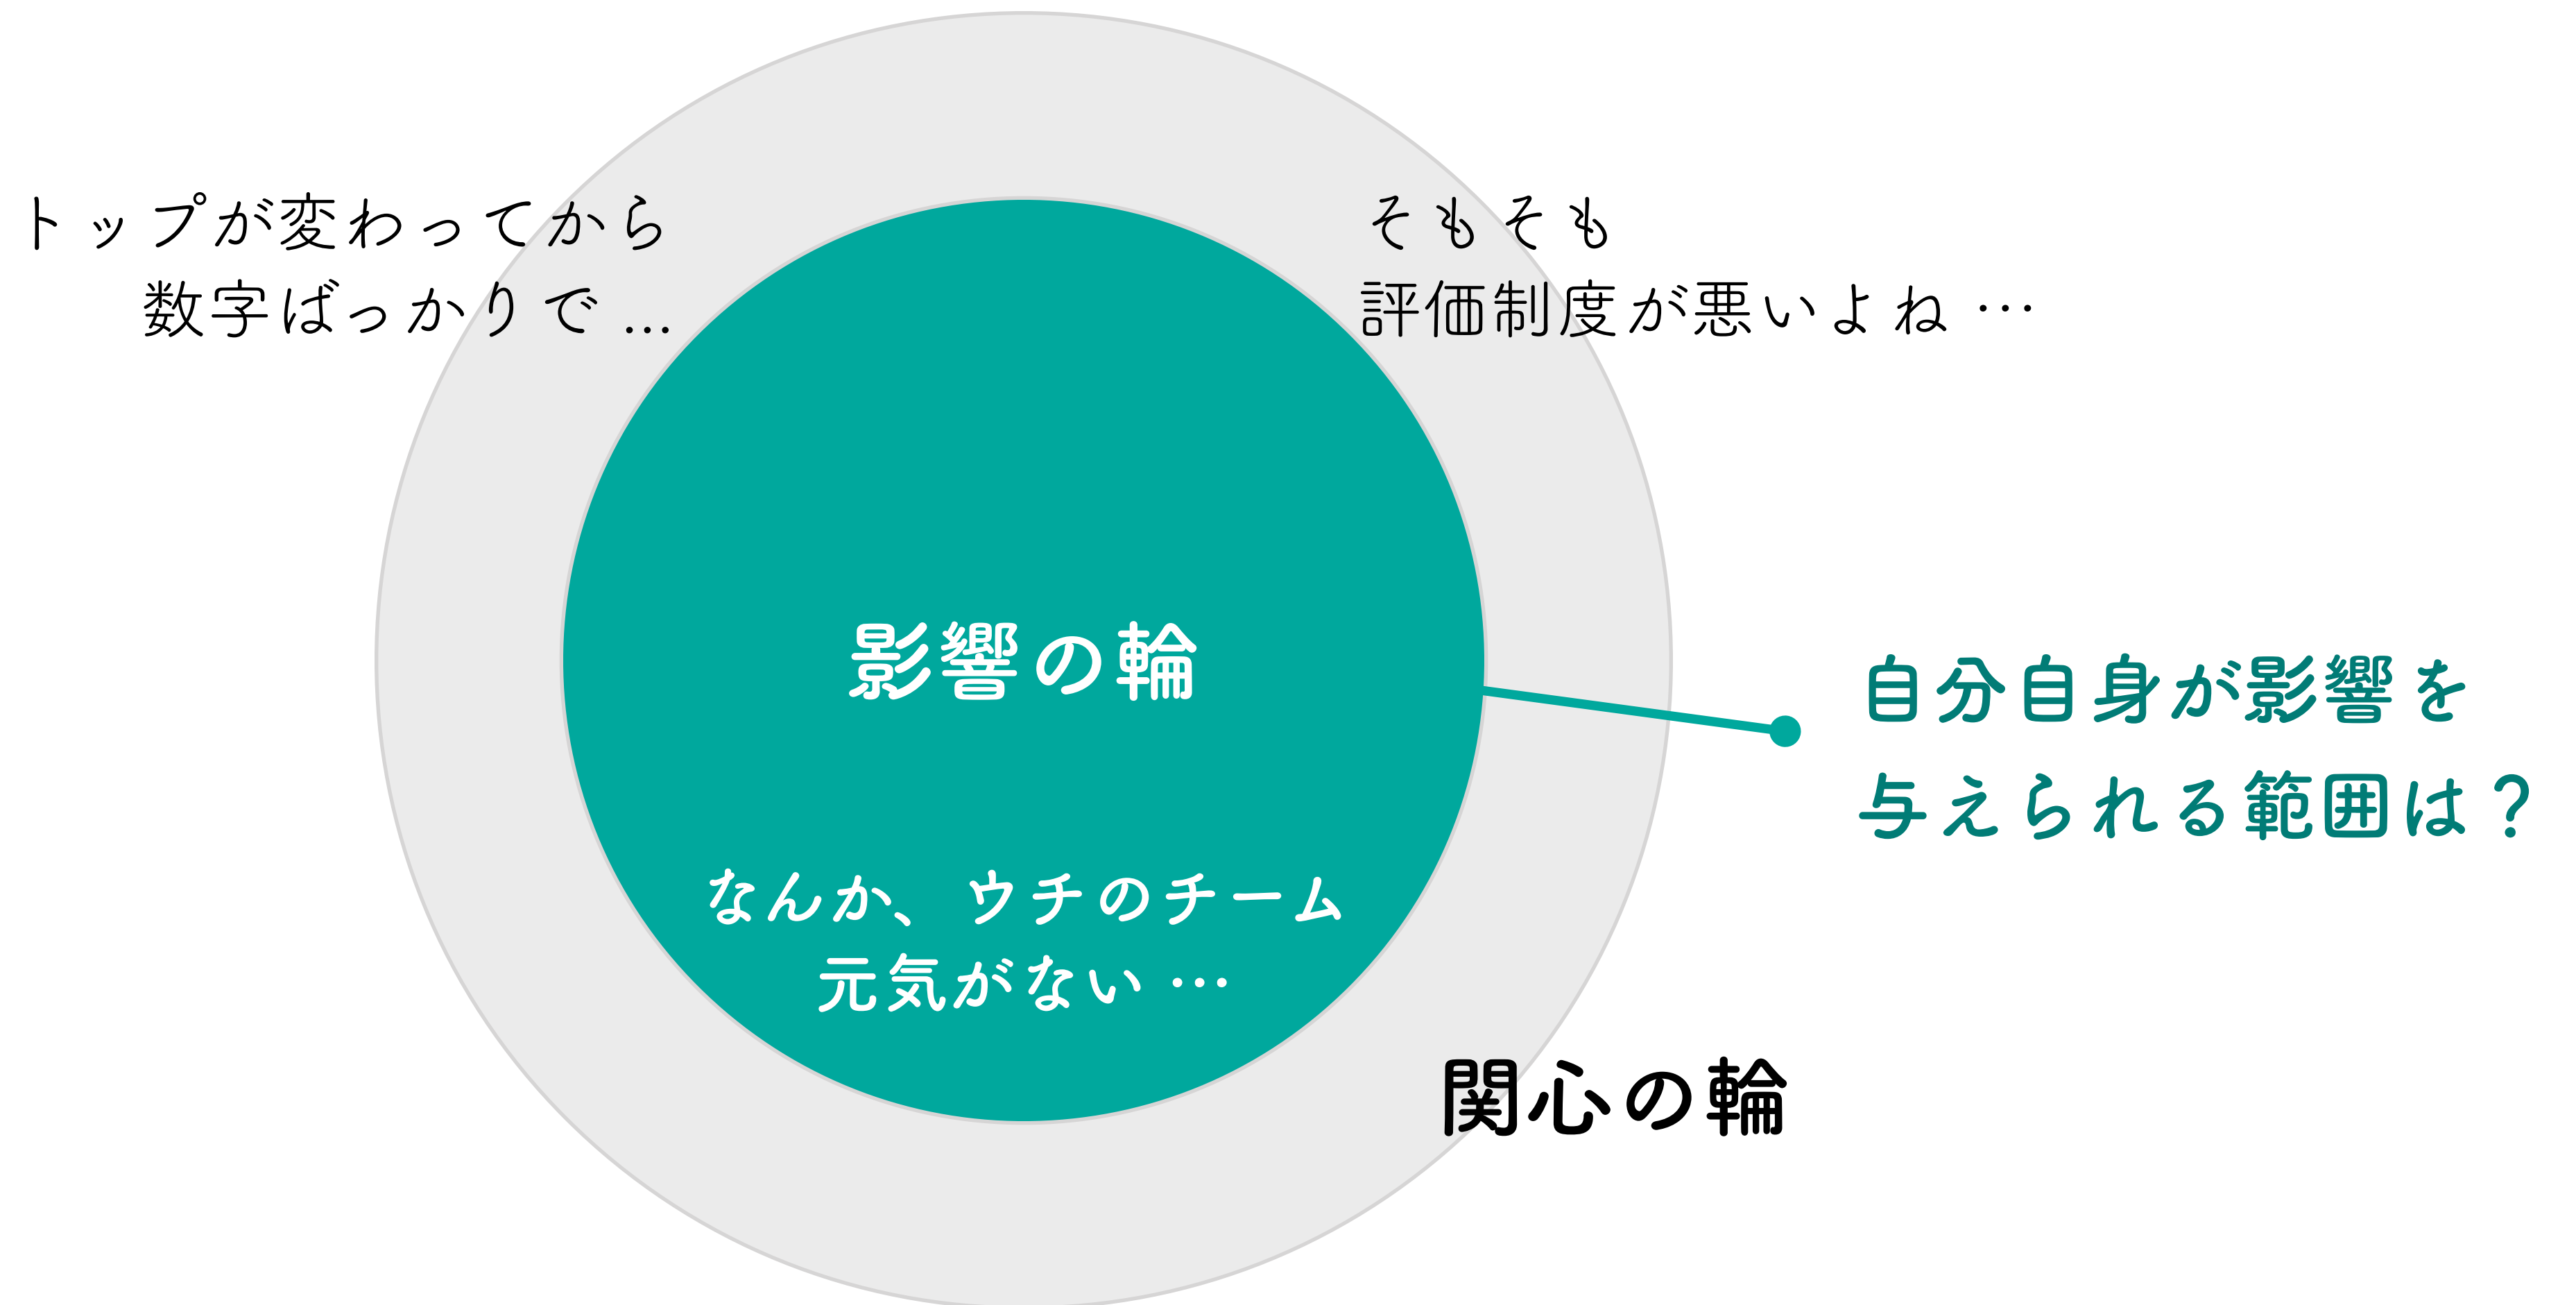 トップが変わってから
数字ばっかりで …
そもそも
評価制度が悪いよね …
影響の輪
自分自身が影響を
与えられる範囲は？
なんか、ウチのチーム
元気がない …
関心の輪